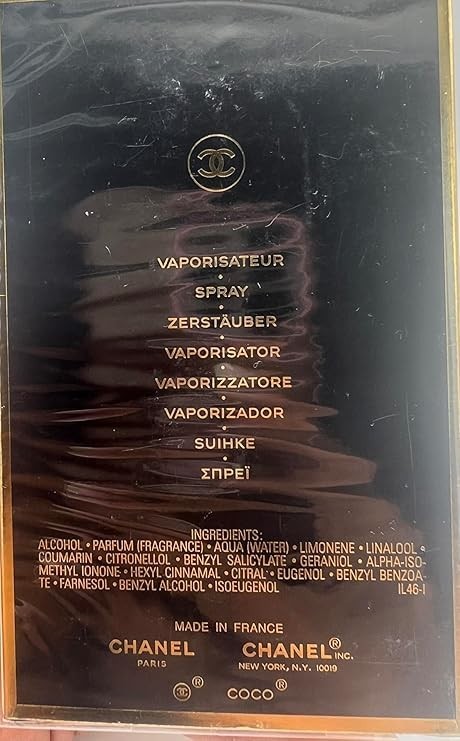 VAPORISATEUR
•
SPRAY
•
ZERSTÄUBER
•
VAPORISATOR
•
VAPORIZZATORE
•
VAPORIZADOR
•
SUIHKE
•
ΣΠΡΕΪ
INGREDIENTS:
ALCOHOL • PARFUM (FRAGRANCE) • AQUA (WATER) • LIMONENE • LINALOOL •
COUMARIN • CITRONELLOL • BENZYL SALICYLATE • GERANIOL • ALPHA-ISO-
METHYL IONONE • HEXYL CINNAMAL • CITRAL • EUGENOL • BENZYL BENZOA-
TE • FARNESOL • BENZYL ALCOHOL • ISOEUGENOL IL46-I
MADE IN FRANCE
CHANEL CHANEL® INC.
PARIS NEW YORK, N.Y. 10019
® COCO®